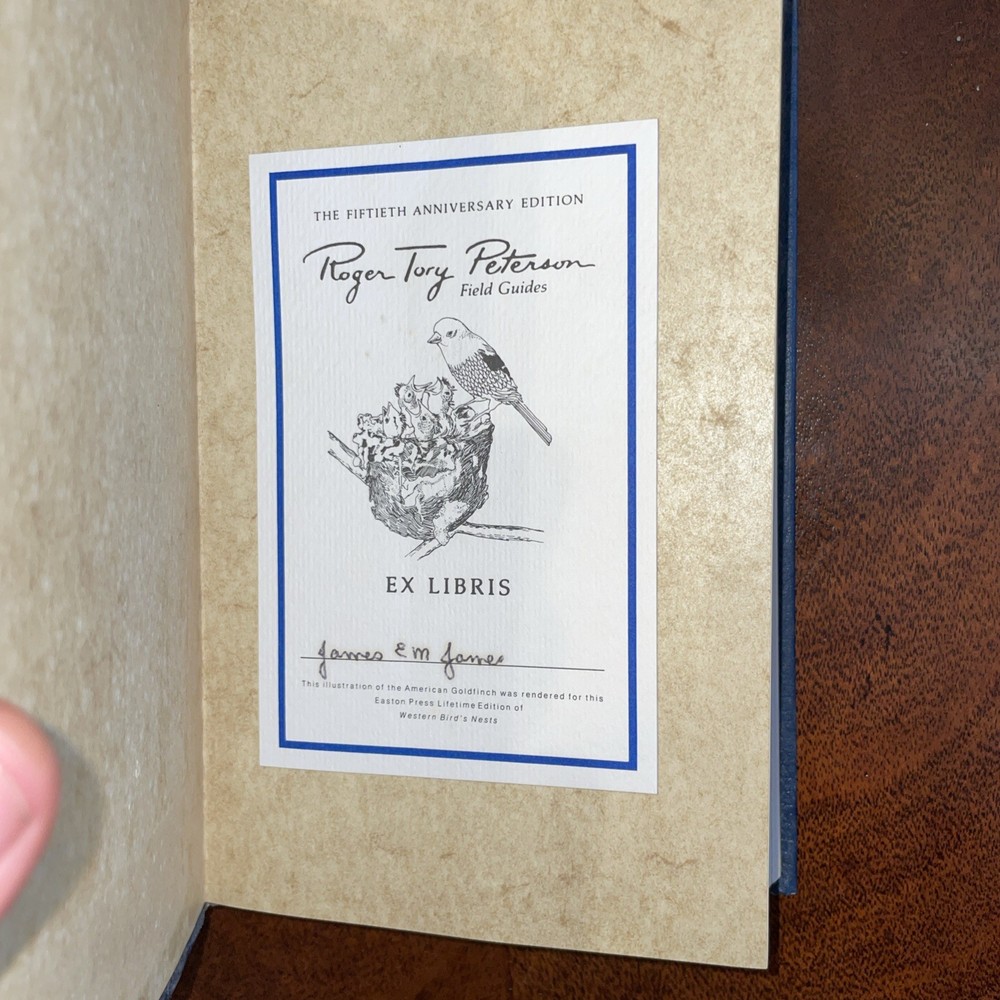 THE FIFTIETH ANNIVERSARY EDITION
Roger Tory Peterson
Field Guides
EX LIBRIS
James E M James
This illustration of the American Goldfinch was rendered for this
Easton Press Lifetime Edition of
Western Bird's Nests